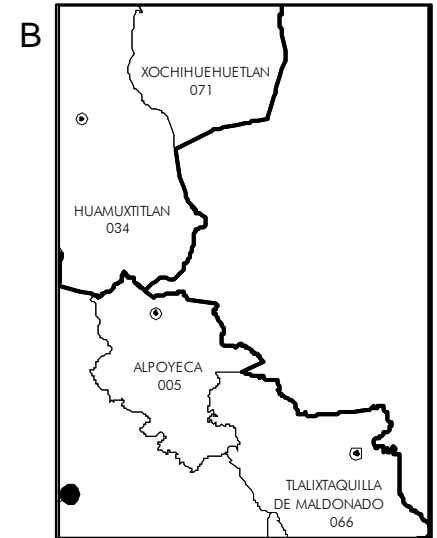 B
XOCHIHUEHUETLAN
071
HUAMUXTITLAN
034
ALPOYECA
005
TLALIXTAQUILLA
DE MALDONADO
066